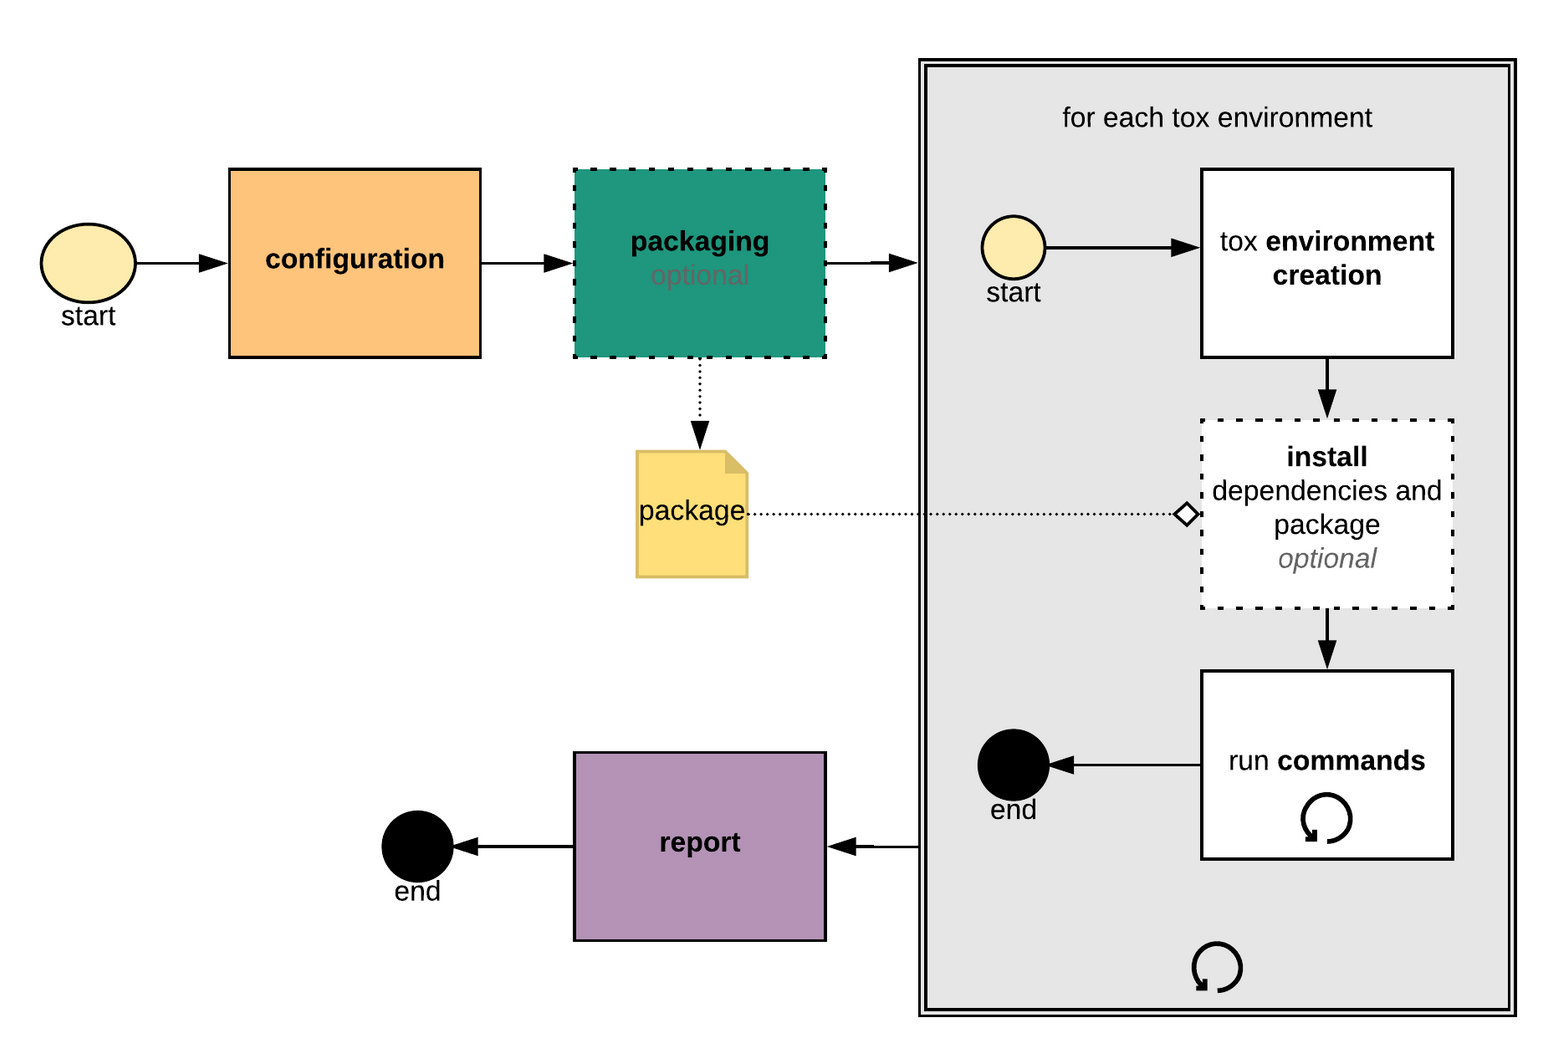 for each tox environment
start
configuration
packaging
optional
start
tox environment
creation
package
install
dependencies and
package
optional
run commands
end
report
end